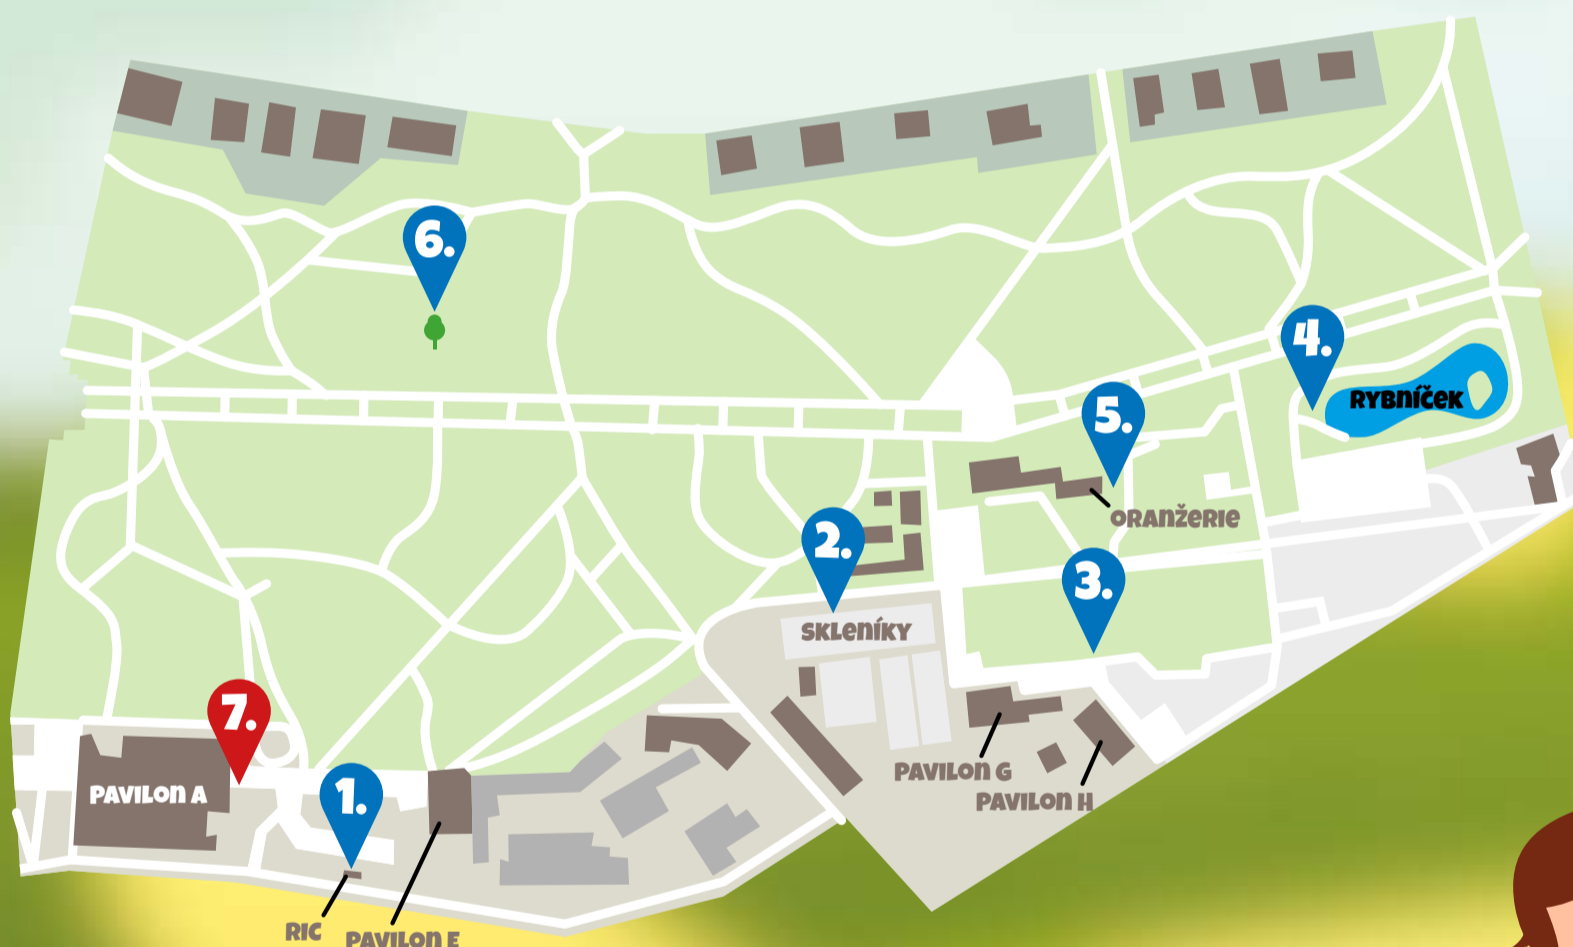 6.
4.
RYBNÍČEK
5.
ORANŽERIE
2.
3.
SKLENÍKY
7.
PAVILON A
1.
PAVILON G
PAVILON H
RIC
PAVILON E